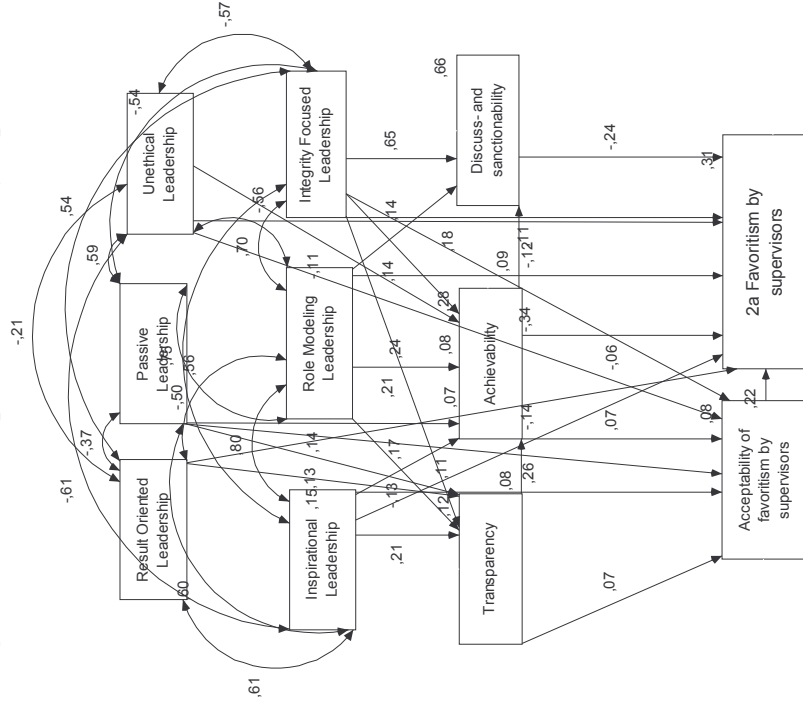 -,57
-,21
-,54
Unethical
Leadership
,54
,59
Passive
Leadership
,75
,56
-,50
-,37
-,61
Result Oriented
Leadership
,60
,61
-,56
Integrity Focused
Leadership
,70
-,11
Role Modeling
Leadership
,80
,15
,13
Inspirational
Leadership
,66
,65
,14
,18
,14
,28
,08
,24
,21
,07
,14
,17
,11
-,13
,12
,21
Discuss- and
sanctionability
,09
-,12
,11
Achievability
-,34
-,14
,08
,26
Transparency
-,24
-,06
,07
,07
,31
2a Favoritism by
supervisors
,08
,22
Acceptability of
favoritism by
supervisors